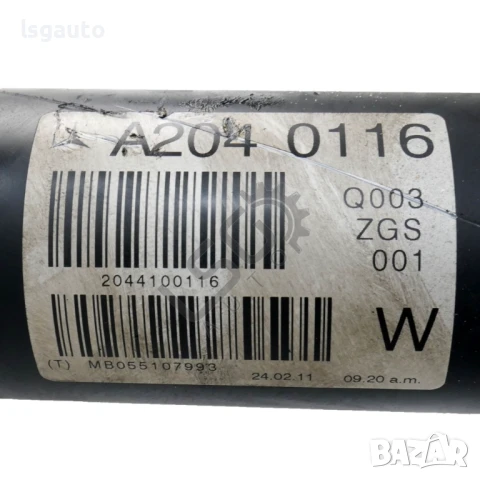 lsgauto
A204 0116
Q003
ZGS
001
2044100116
W
(T) MB055107993
24.02.11 09.20 a.m.
BAZAR